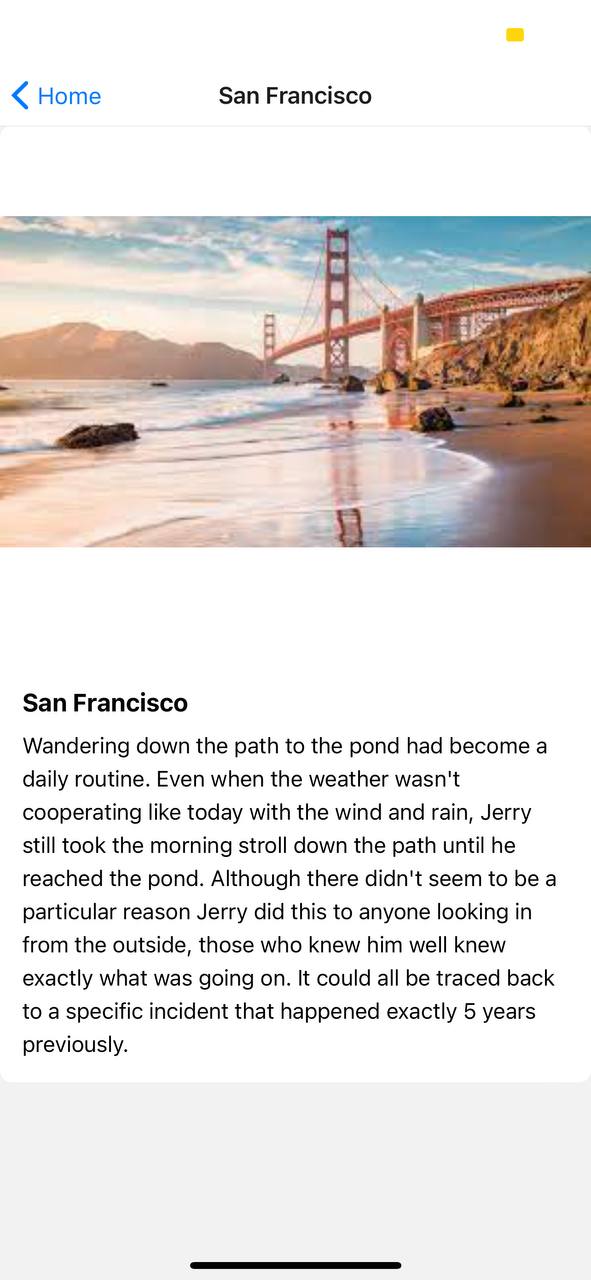 Home
San Francisco
San Francisco
Wandering down the path to the pond had become a
daily routine. Even when the weather wasn't
cooperating like today with the wind and rain, Jerry
still took the morning stroll down the path until he
reached the pond. Although there didn't seem to be a
particular reason Jerry did this to anyone looking in
from the outside, those who knew him well knew
exactly what was going on. It could all be traced back
to a specific incident that happened exactly 5 years
previously.